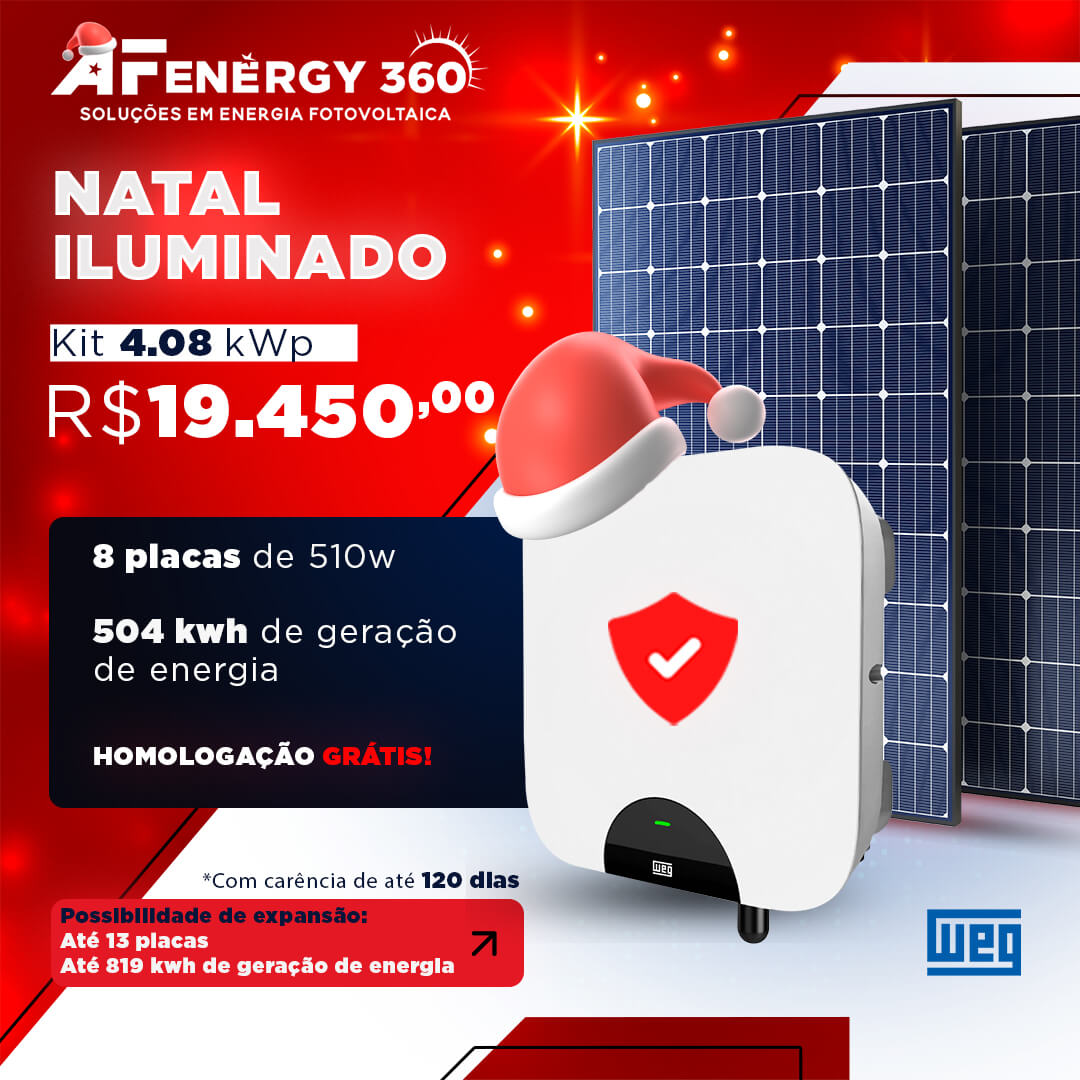 AFENERGY 360
SOLUÇÕES EM ENERGIA FOTOVOLTAICA
NATAL
ILUMINADO
Kit 4.08 kWp
R$19.450,00
8 placas de 510w
504 kwh de geração
de energia
HOMOLOGAÇÃO GRÁTIS!
*Com carência de até 120 dias
Possibilidade de expansão:
Até 13 placas
Até 819 kwh de geração de energia
weg
weg